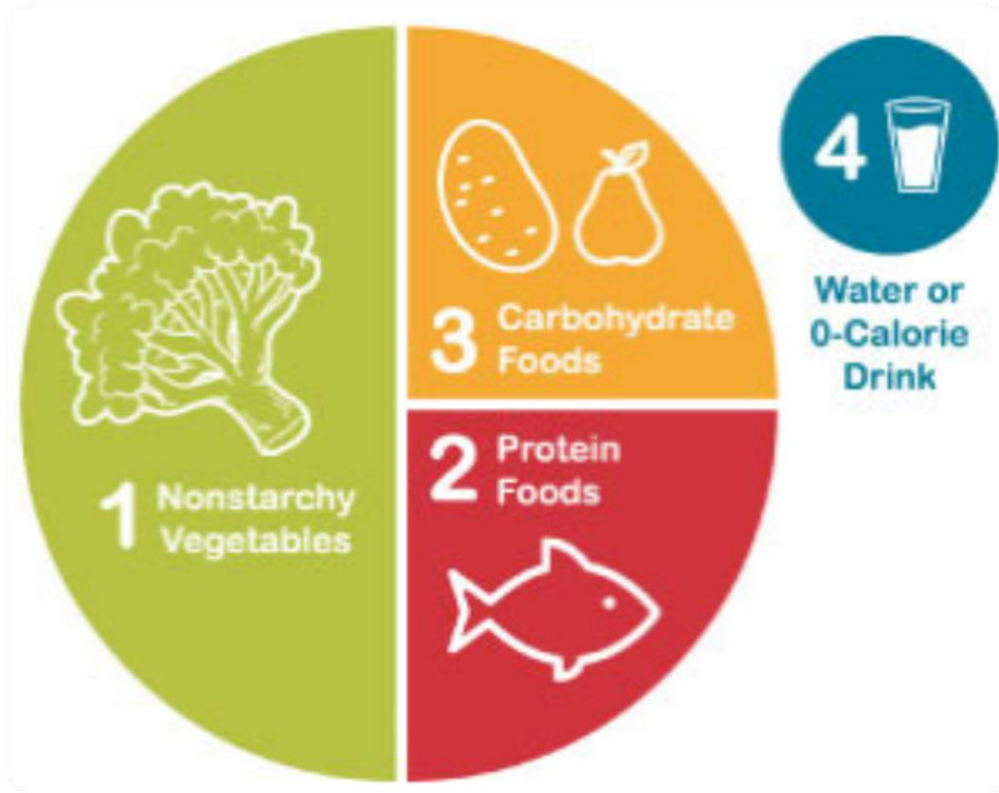 1 Nonstarchy
Vegetables
2 Protein
Foods
3 Carbohydrate
Foods
4
Water or
0-Calorie
Drink